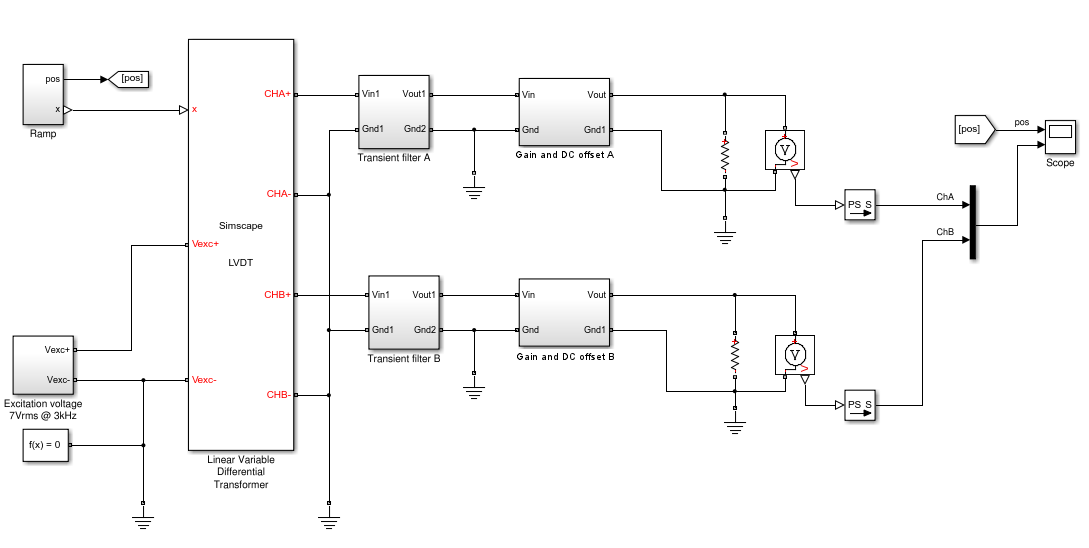 pos
[pos]
x
Ramp
x
CHA+
CHA-
Simscape
Vexc+
LVDT
CHB+
Vexc-
CHB-
Linear Variable
Differential
Transformer
Vexc+
Vexc-
Excitation voltage
7Vrms @ 3kHz
f(x) = 0
Vin1
Vout1
Gnd1
Gnd2
Transient filter A
Vin
Vout
Gnd
Gnd1
Gain and DC offset A
+
+
V
V
PS S
Vin1
Vout1
Gnd1
Gnd2
Transient filter B
Vin
Vout
Gnd
Gnd1
Gain and DC offset B
+
+
V
V
PS S
ChA
ChB
[pos]
pos
Scope